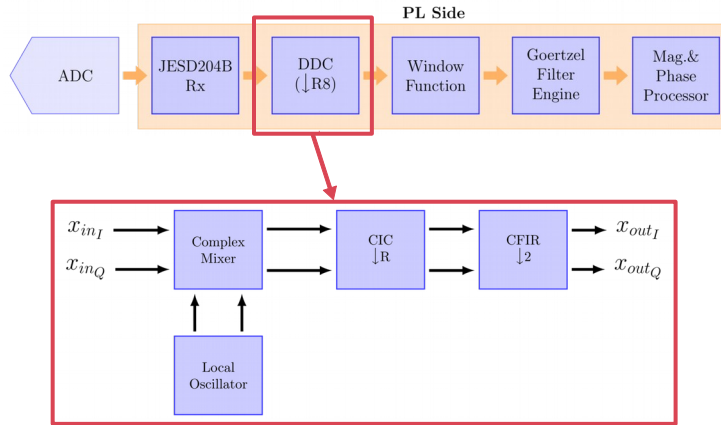 PL Side
ADC
JESD204B
Rx
DDC
(↓R8)
Window
Function
Goertzel
Filter
Engine
Mag.&
Phase
Processor
x_{in_I}
x_{in_Q}
Complex
Mixer
CIC
↓R
CFIR
↓2
x_{out_I}
x_{out_Q}
Local
Oscillator